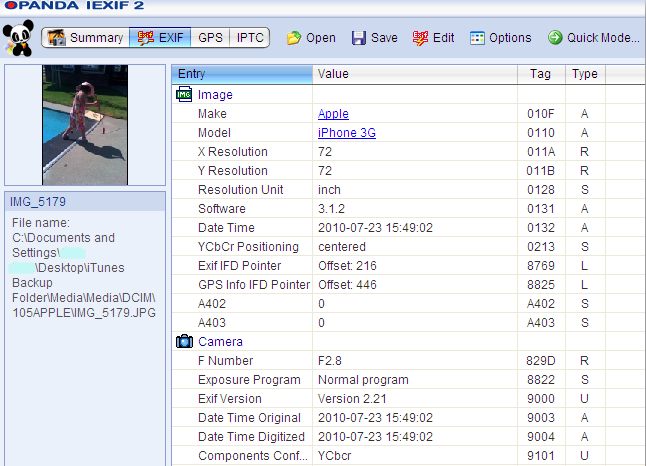 OPANDA IEXIF 2
Summary EXIF GPS IPTC Open Save Edit Options Quick Mode...
Entry Value Tag Type
Image
Make Apple 010F A
Model iPhone 3G 0110 A
X Resolution 72 011A R
Y Resolution 72 011B R
Resolution Unit inch 0128 S
Software 3.1.2 0131 A
Date Time 2010-07-23 15:49:02 0132 A
YCbCr Positioning centered 0213 S
Exif IFD Pointer Offset: 216 8769 L
GPS Info IFD Pointer Offset: 446 8825 L
A402 0 A402 S
A403 0 A403 S
Camera
F Number F2.8 829D R
Exposure Program Normal program 8822 S
Exif Version Version 2.21 9000 U
Date Time Original 2010-07-23 15:49:02 9003 A
Date Time Digitized 2010-07-23 15:49:02 9004 A
Components Conf... YCbcr 9101 U
IMG_5179
File name:
C:\Documents and
Settings\
\Desktop\iTunes
Backup
Folder\Media\Media\DCIM\
105APPLE\IMG_5179.JPG